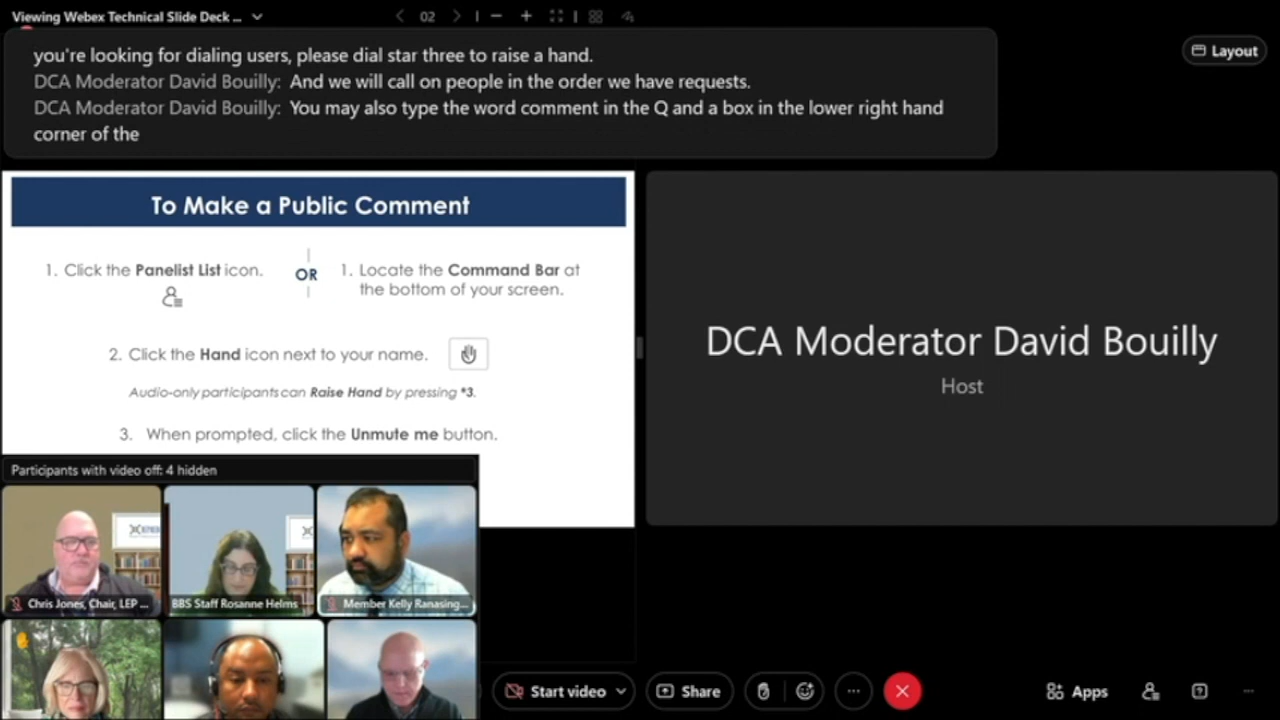 Viewing Webex Technical Slide Deck ...
02
you're looking for dialing users, please dial star three to raise a hand.
DCA Moderator David Bouilly: And we will call on people in the order we have requests.
DCA Moderator David Bouilly: You may also type the word comment in the Q and a box in the lower right hand
corner of the
Layout
To Make a Public Comment
1. Click the Panelist List icon.
OR
1. Locate the Command Bar at
the bottom of your screen.
2. Click the Hand icon next to your name.
Audio-only participants can Raise Hand by pressing *3.
3. When prompted, click the Unmute me button.
DCA Moderator David Bouilly
Host
Participants with video off: 4 hidden
Chris Jones, Chair, LEP ...
BBS Staff Rosanne Helms
Member Kelly Ranasing...
Start video
Share
Apps